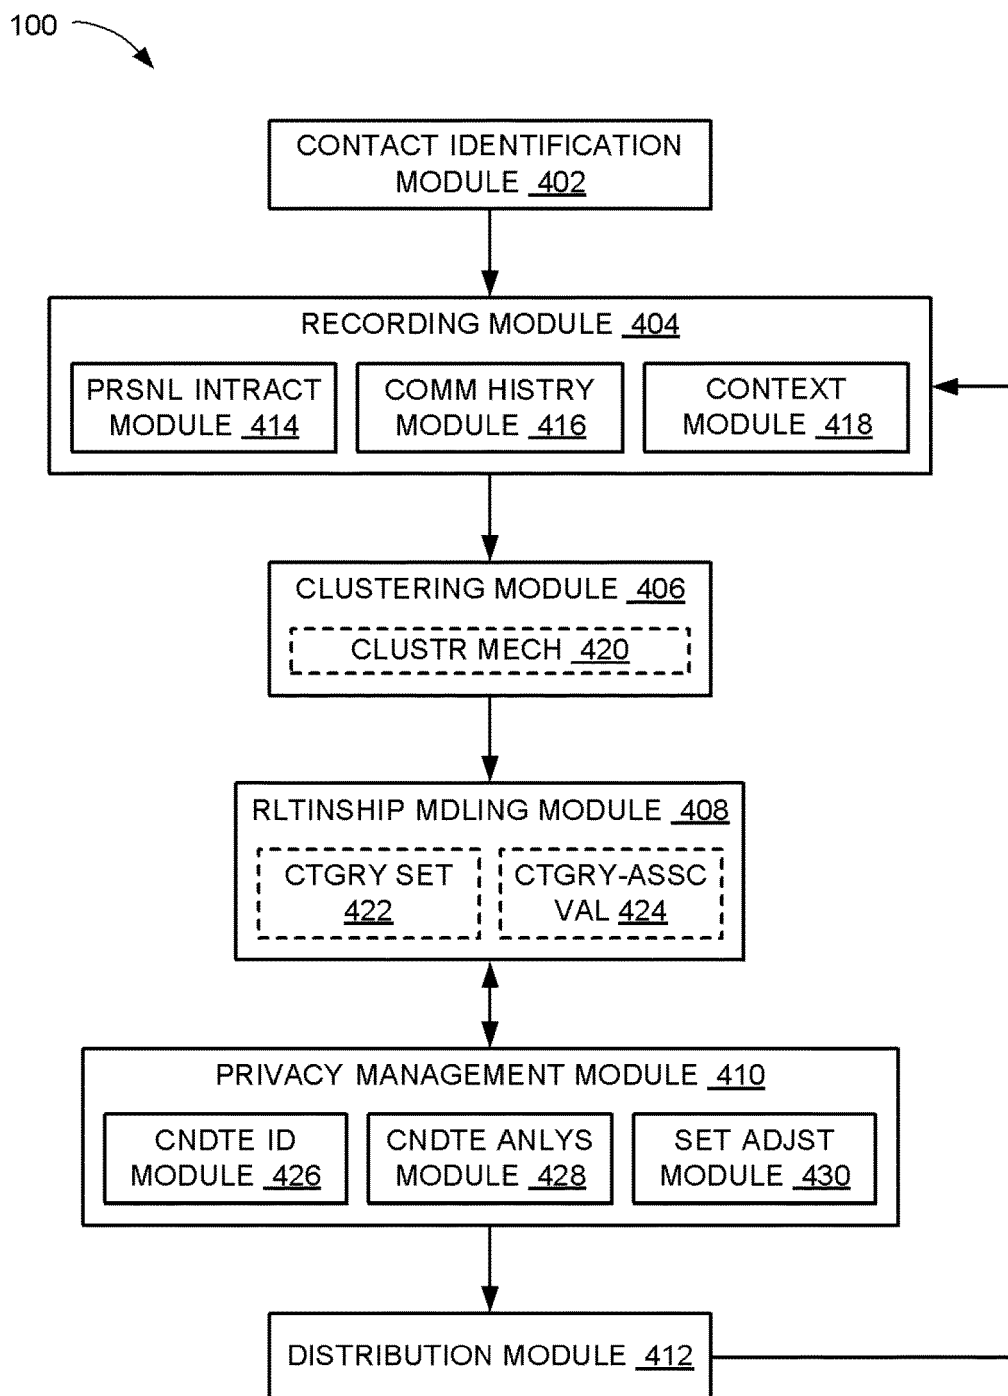 100
CONTACT IDENTIFICATION
MODULE 402
RECORDING MODULE 404
PRSNL INTRACT
MODULE 414
COMM HISTRY
MODULE 416
CONTEXT
MODULE 418
CLUSTERING MODULE 406
CLUSTR MECH 420
RLTINSHIP MDLING MODULE 408
CTGRY SET
422
CTGRY-ASSC
VAL 424
PRIVACY MANAGEMENT MODULE 410
CNDTE ID
MODULE 426
CNDTE ANLYS
MODULE 428
SET ADJST
MODULE 430
DISTRIBUTION MODULE 412